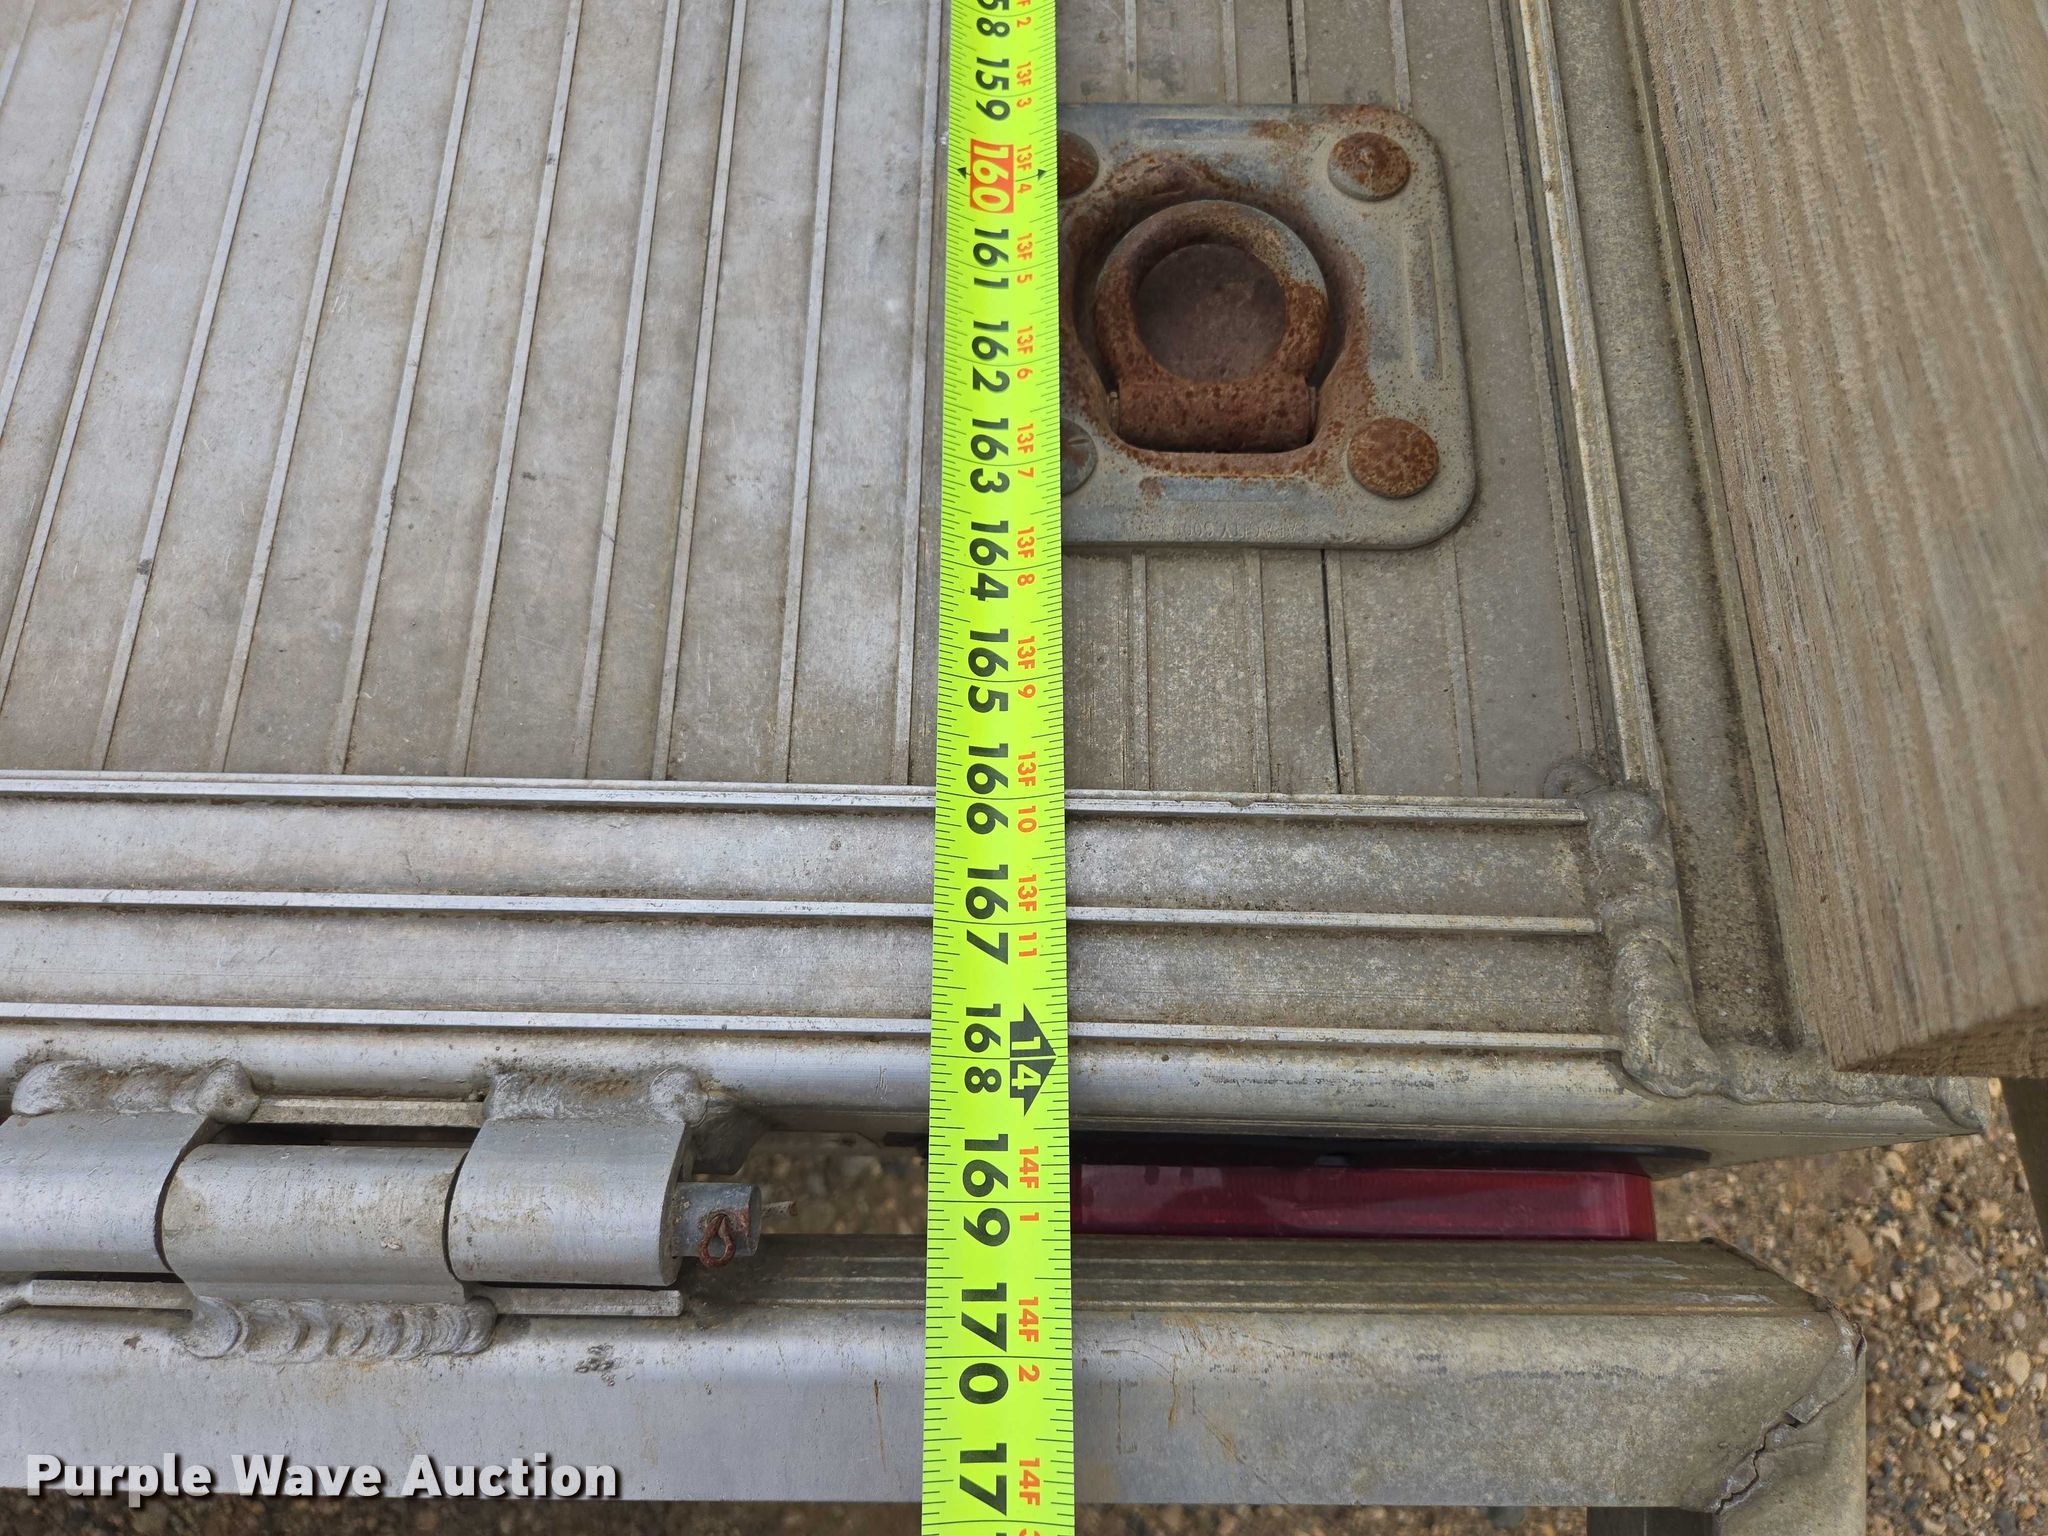 58 13F 2
159 13F 3
160 13F 4
161 13F 5
162 13F 6
163 13F 7
164 13F 8
165 13F 9
166 13F 10
167 13F 11
168 14
169 14F 1
170 14F 2
17 14F
Purple Wave Auction